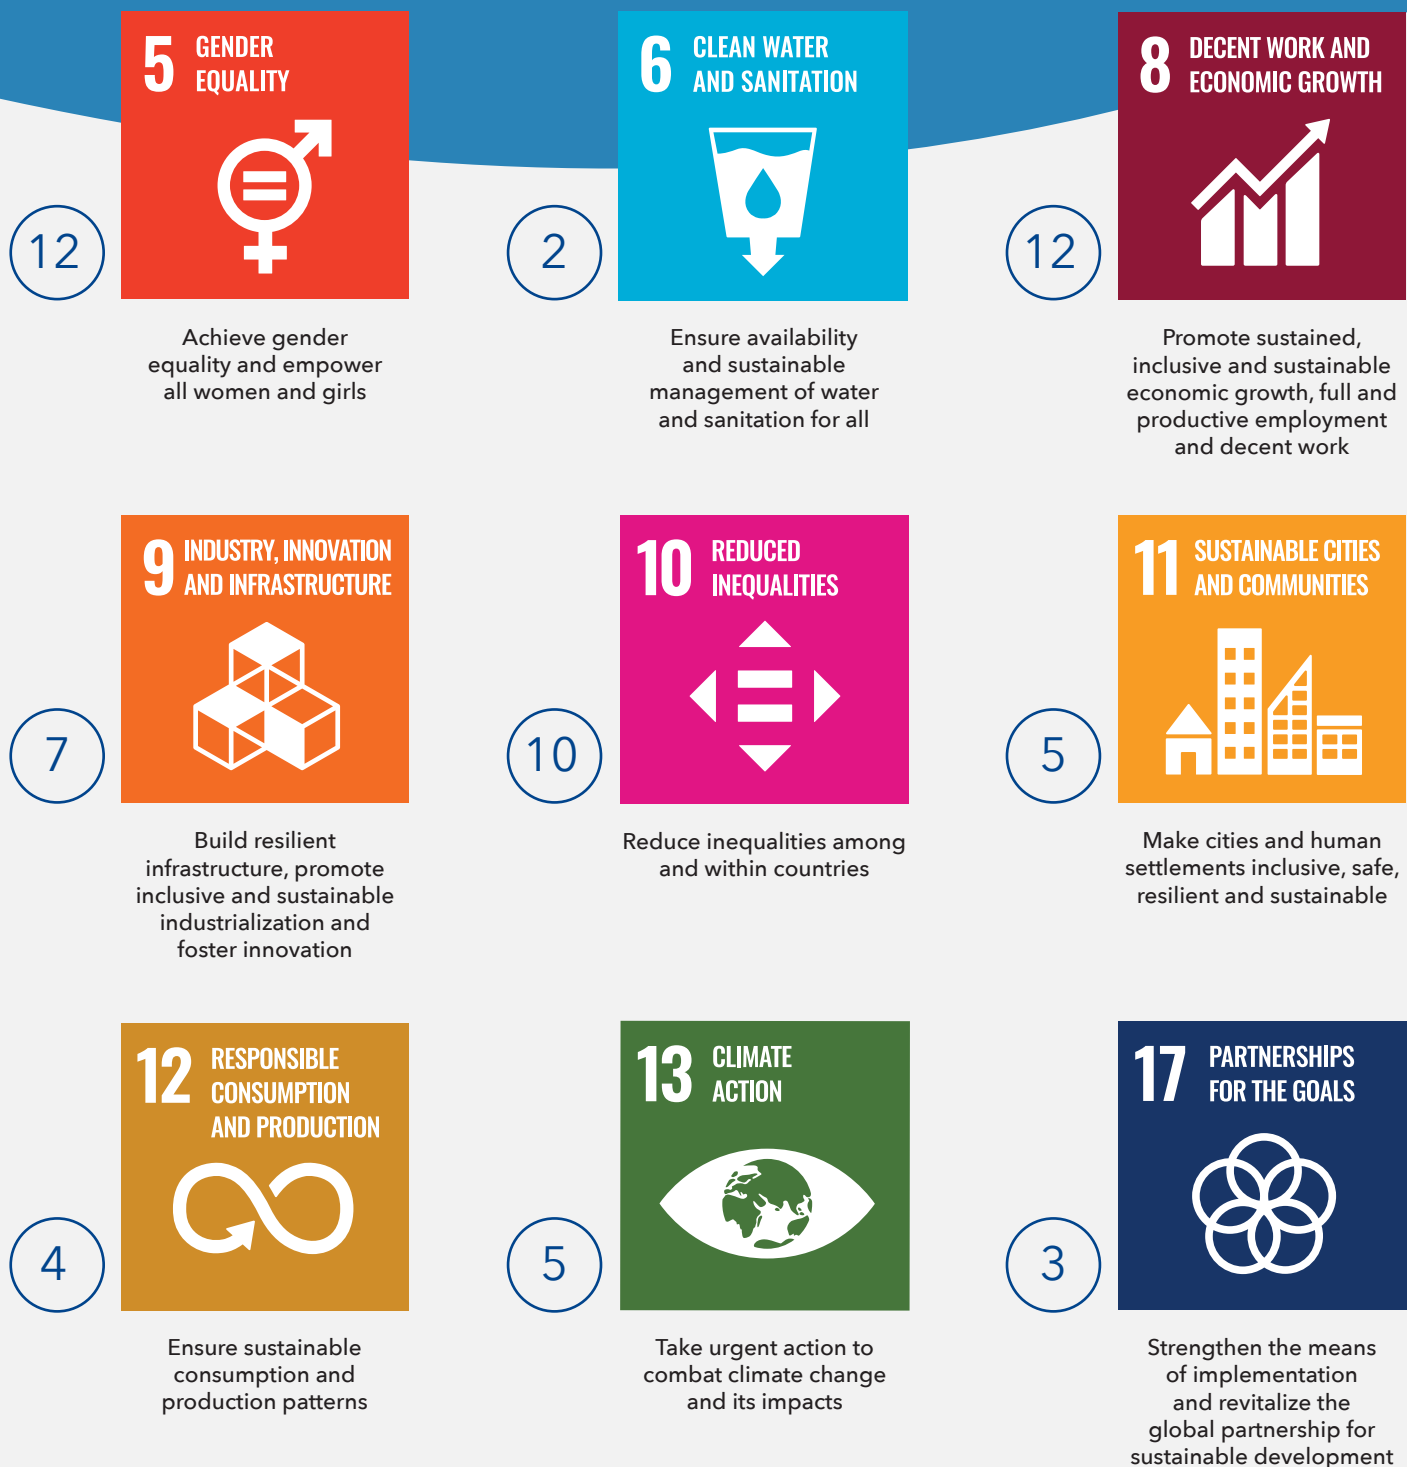 5 GENDER
EQUALITY
12
Achieve gender
equality and empower
all women and girls
6 CLEAN WATER
AND SANITATION
2
Ensure availability
and sustainable
management of water
and sanitation for all
8 DECENT WORK AND
ECONOMIC GROWTH
12
Promote sustained,
inclusive and sustainable
economic growth, full and
productive employment
and decent work
9 INDUSTRY, INNOVATION
AND INFRASTRUCTURE
7
Build resilient
infrastructure, promote
inclusive and sustainable
industrialization and
foster innovation
10 REDUCED
INEQUALITIES
10
Reduce inequalities among
and within countries
11 SUSTAINABLE CITIES
AND COMMUNITIES
5
Make cities and human
settlements inclusive, safe,
resilient and sustainable
12 RESPONSIBLE
CONSUMPTION
AND PRODUCTION
4
Ensure sustainable
consumption and
production patterns
13 CLIMATE
ACTION
5
Take urgent action to
combat climate change
and its impacts
17 PARTNERSHIPS
FOR THE GOALS
3
Strengthen the means
of implementation
and revitalize the
global partnership for
sustainable development